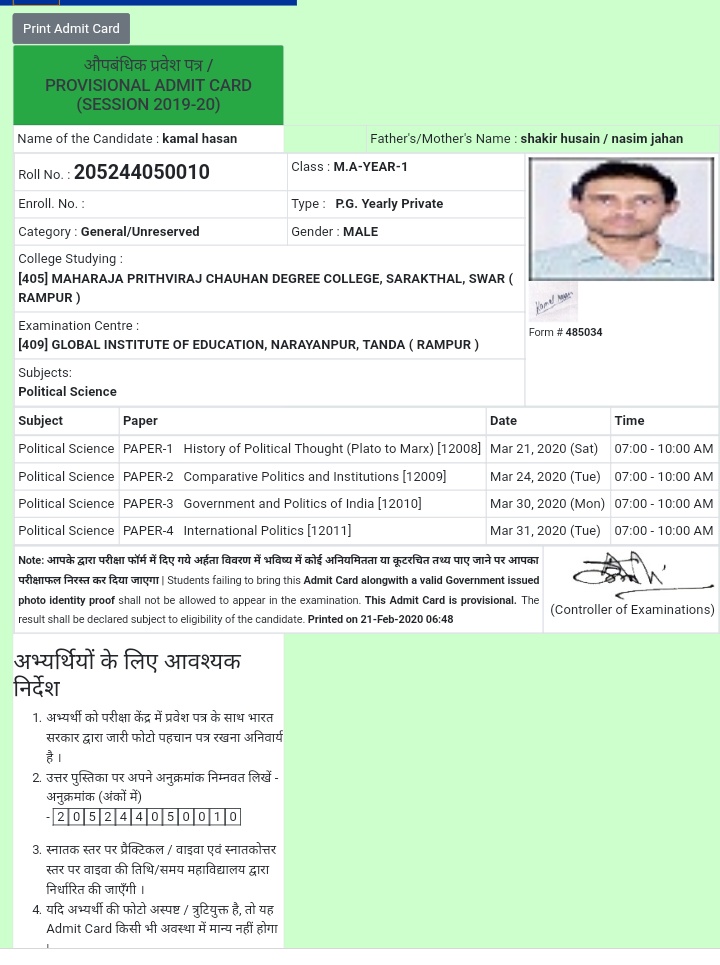 Print Admit Card
औपबंधिक प्रवेश पत्र /
PROVISIONAL ADMIT CARD
(SESSION 2019-20)
Name of the Candidate : kamal hasan
Father's/Mother's Name : shakir husain / nasim jahan
Roll No. : 205244050010
Class : M.A-YEAR-1
Enroll. No. :
Type : P.G. Yearly Private
Category : General/Unreserved
Gender : MALE
College Studying :
[405] MAHARAJA PRITHVIRAJ CHAUHAN DEGREE COLLEGE, SARAKTHAL, SWAR (
RAMPUR )
Form # 485034
Examination Centre :
[409] GLOBAL INSTITUTE OF EDUCATION, NARAYANPUR, TANDA ( RAMPUR )
Subjects:
Political Science
Subject Paper Date Time
Political Science PAPER-1 History of Political Thought (Plato to Marx) [12008] Mar 21, 2020 (Sat) 07:00 - 10:00 AM
Political Science PAPER-2 Comparative Politics and Institutions [12009] Mar 24, 2020 (Tue) 07:00 - 10:00 AM
Political Science PAPER-3 Government and Politics of India [12010] Mar 30, 2020 (Mon) 07:00 - 10:00 AM
Political Science PAPER-4 International Politics [12011] Mar 31, 2020 (Tue) 07:00 - 10:00 AM
Note: आपके द्वारा परीक्षा फॉर्म में दिए गये अर्हता विवरण में भविष्य में कोई अनियमितता या कूटरचित तथ्य पाए जाने पर आपका
परीक्षाफल निरस्त कर दिया जाएगा | Students failing to bring this Admit Card alongwith a valid Government issued
photo identity proof shall not be allowed to appear in the examination. This Admit Card is provisional. The
result shall be declared subject to eligibility of the candidate. Printed on 21-Feb-2020 06:48
(Controller of Examinations)
अभ्यर्थियों के लिए आवश्यक
निर्देश
1. अभ्यर्थी को परीक्षा केंद्र में प्रवेश पत्र के साथ भारत
सरकार द्वारा जारी फोटो पहचान पत्र रखना अनिवार्य
है ।
2. उत्तर पुस्तिका पर अपने अनुक्रमांक निम्नवत लिखें -
अनुक्रमांक (अंकों में)
- 2 0 5 2 4 4 0 5 0 0 1 0
3. स्नातक स्तर पर प्रैक्टिकल / वाइवा एवं स्नातकोत्तर
स्तर पर वाइवा की तिथि/समय महाविद्यालय द्वारा
निर्धारित की जाएँगी ।
4. यदि अभ्यर्थी की फोटो अस्पष्ट / त्रुटियुक्त है, तो यह
Admit Card किसी भी अवस्था में मान्य नहीं होगा
।